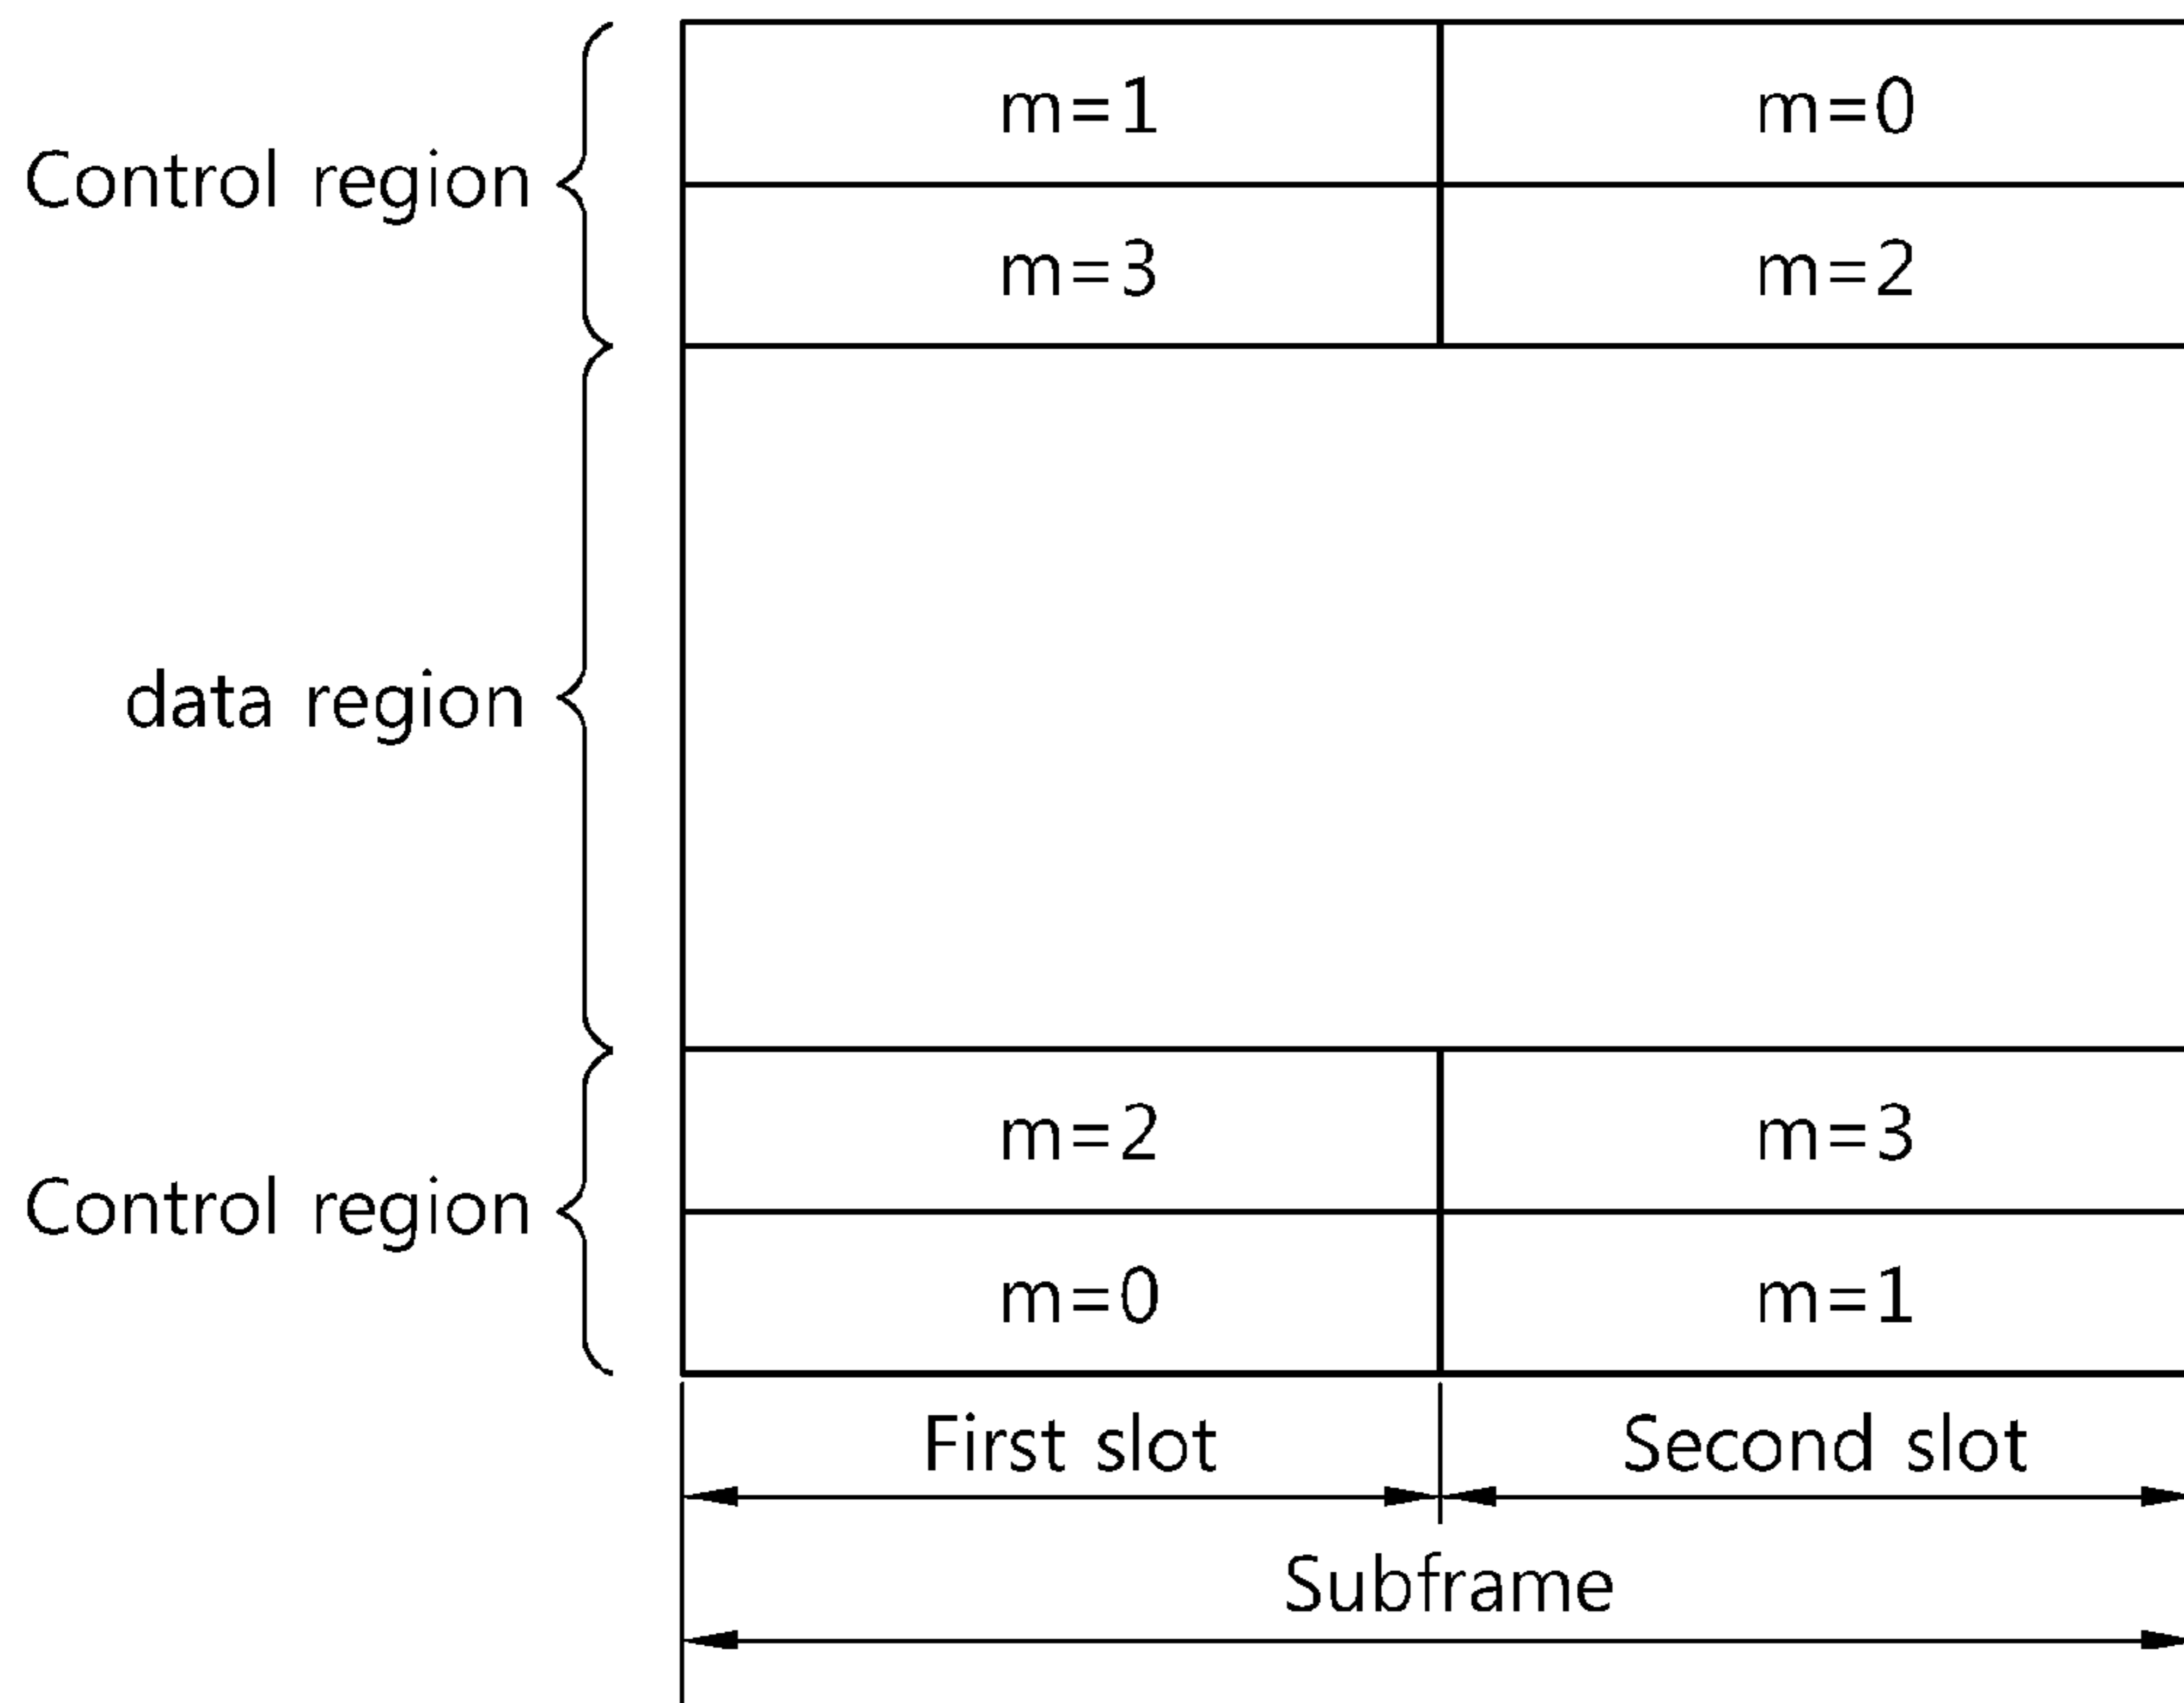 m=1 m=0
Control region
m=3 m=2
data region
m=2 m=3
Control region
m=0 m=1
First slot Second slot
Subframe